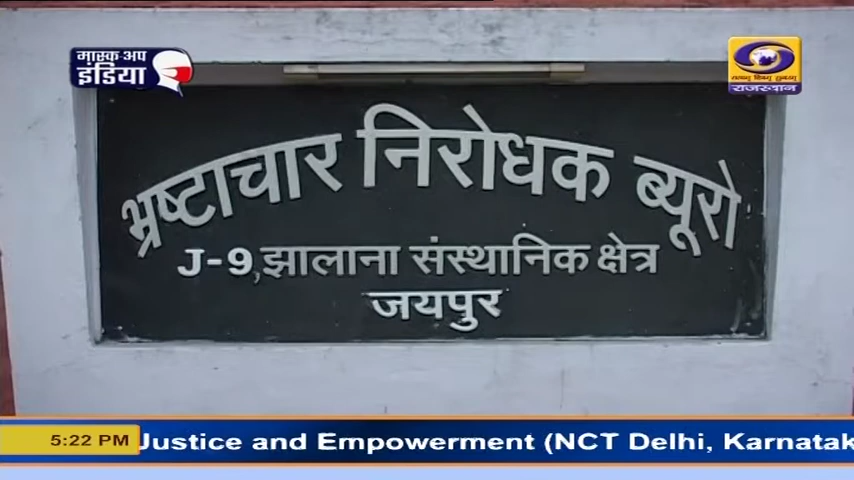 मास्क-अप
इंडिया
राजस्थान
भ्रष्टाचार निरोधक ब्यूरो
J-9, झालाना संस्थानिक क्षेत्र
जयपुर
5:22 PM
Justice and Empowerment (NCT Delhi, Karnatak